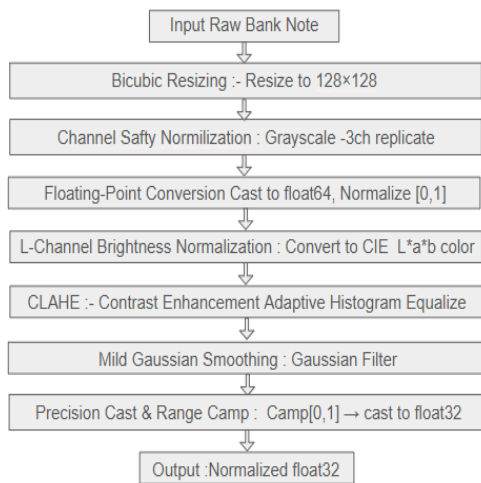 Input Raw Bank Note
Bicubic Resizing :- Resize to 128×128
Channel Safty Normilization : Grayscale -3ch replicate
Floating-Point Conversion Cast to float64, Normalize [0,1]
L-Channel Brightness Normalization : Convert to CIE L*a*b color
CLAHE :- Contrast Enhancement Adaptive Histogram Equalize
Mild Gaussian Smoothing : Gaussian Filter
Precision Cast & Range Camp : Camp[0,1] → cast to float32
Output :Normalized float32